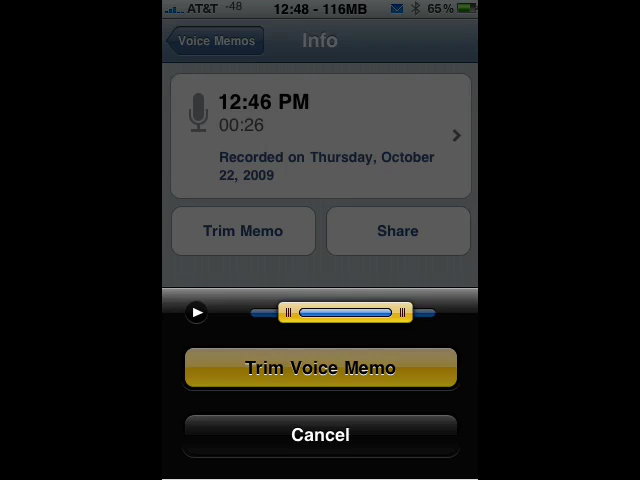 AT&T -48 12:48 - 116MB 65%
Voice Memos Info
12:46 PM
00:26
Recorded on Thursday, October
22, 2009
Trim Memo Share
Trim Voice Memo
Cancel